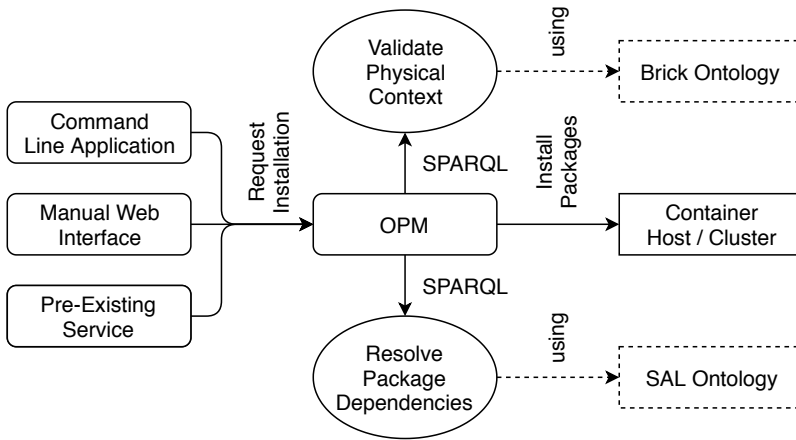 Validate
Physical
Context
using
Brick Ontology
Command
Line Application
Request
Installation
SPARQL
Install
Packages
Manual Web
Interface
OPM
Container
Host / Cluster
Pre-Existing
Service
SPARQL
Resolve
Package
Dependencies
using
SAL Ontology